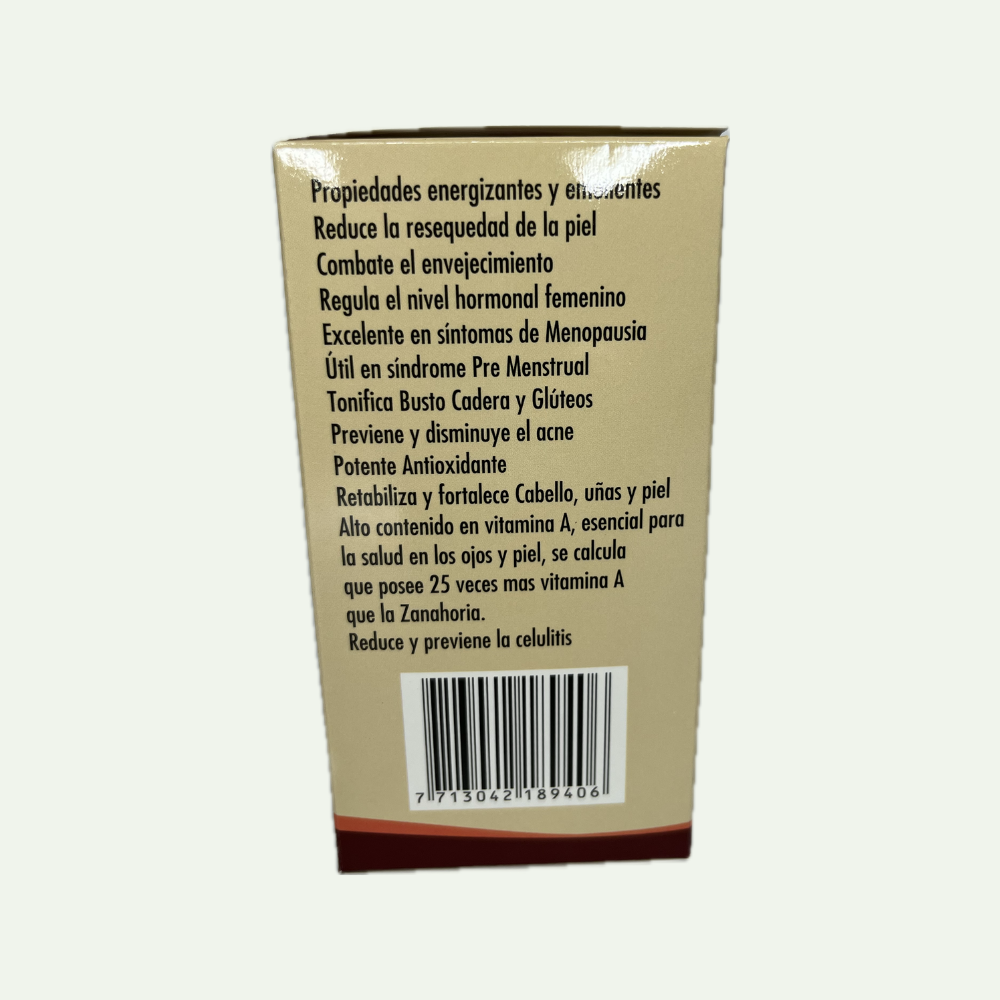 Propiedades energizantes y emolientes
Reduce la resequedad de la piel
Combate el envejecimiento
Regula el nivel hormonal femenino
Excelente en síntomas de Menopausia
Útil en síndrome Pre Menstrual
Tonifica Busto Cadera y Glúteos
Previene y disminuye el acne
Potente Antioxidante
Retabiliza y fortalece Cabello, uñas y piel
Alto contenido en vitamina A, esencial para
la salud en los ojos y piel, se calcula
que posee 25 veces mas vitamina A
que la Zanahoria.
Reduce y previene la celulitis
7 713042 189406